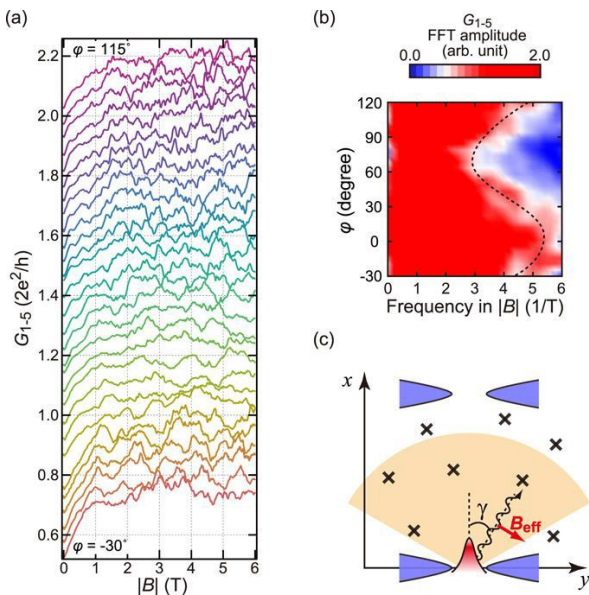 (a)
φ = 115°
2.2
2.0
1.8
1.6
1.4
1.2
1.0
0.8
0.6
G1-5 (2e²/h)
φ = -30°
0 1 2 3 4 5 6
|B| (T)
(b)
G1-5
FFT amplitude
(arb. unit)
0.0 2.0
120
90
60
30
0
-30
φ (degree)
0 1 2 3 4 5 6
Frequency in |B| (1/T)
(c)
x
γ
Beff
y